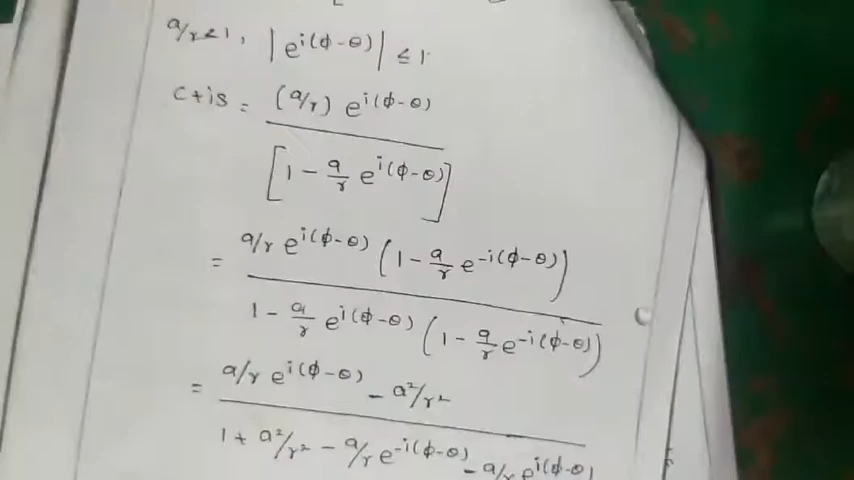 a/r<1, |e^{i(ϕ-θ)}| ≤ 1.
C+iS = (a/r) e^{i(ϕ-θ)}
[1 - a/r e^{i(ϕ-θ)}]
= a/r e^{i(ϕ-θ)} (1 - a/r e^{-i(ϕ-θ)})
1 - a/r e^{i(ϕ-θ)} (1 - a/r e^{-i(ϕ-θ)})
= a/r e^{i(ϕ-θ)} - a²/r²
1 + a²/r² - a/r e^{-i(ϕ-θ)} - a/r e^{i(ϕ-θ)}